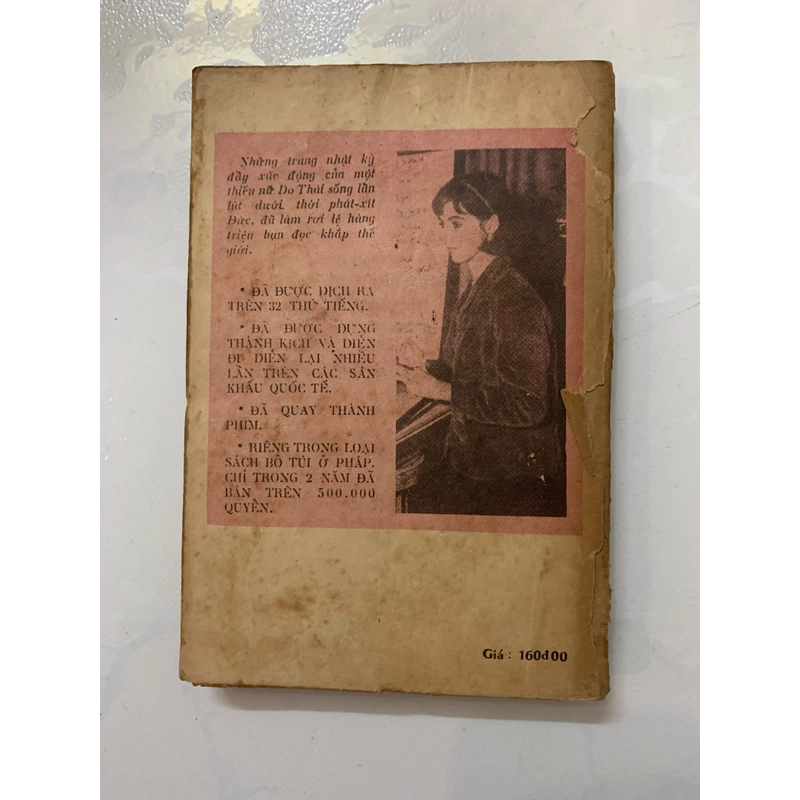 Những trang nhật ký
đầy xúc động của một
thiếu nữ Do Thái sống lẩn
lút dưới thời phát-xít
Đức, đã làm rơi lệ hàng
triệu bạn đọc khắp thế
giới.
* ĐÃ ĐƯỢC DỊCH RA
TRÊN 32 THỨ TIẾNG.
* ĐÃ ĐƯỢC DỰNG
THÀNH KỊCH VÀ DIỄN
ĐI DIỄN LẠI NHIỀU
LẦN TRÊN CÁC SÂN
KHẤU QUỐC TẾ.
* ĐÃ QUAY THÀNH
PHIM.
* RIÊNG TRONG LOẠI
SÁCH BỎ TÚI Ở PHÁP,
CHỈ TRONG 2 NĂM ĐÃ
BÁN TRÊN 500.000
QUYỂN.
Giá : 160đ00